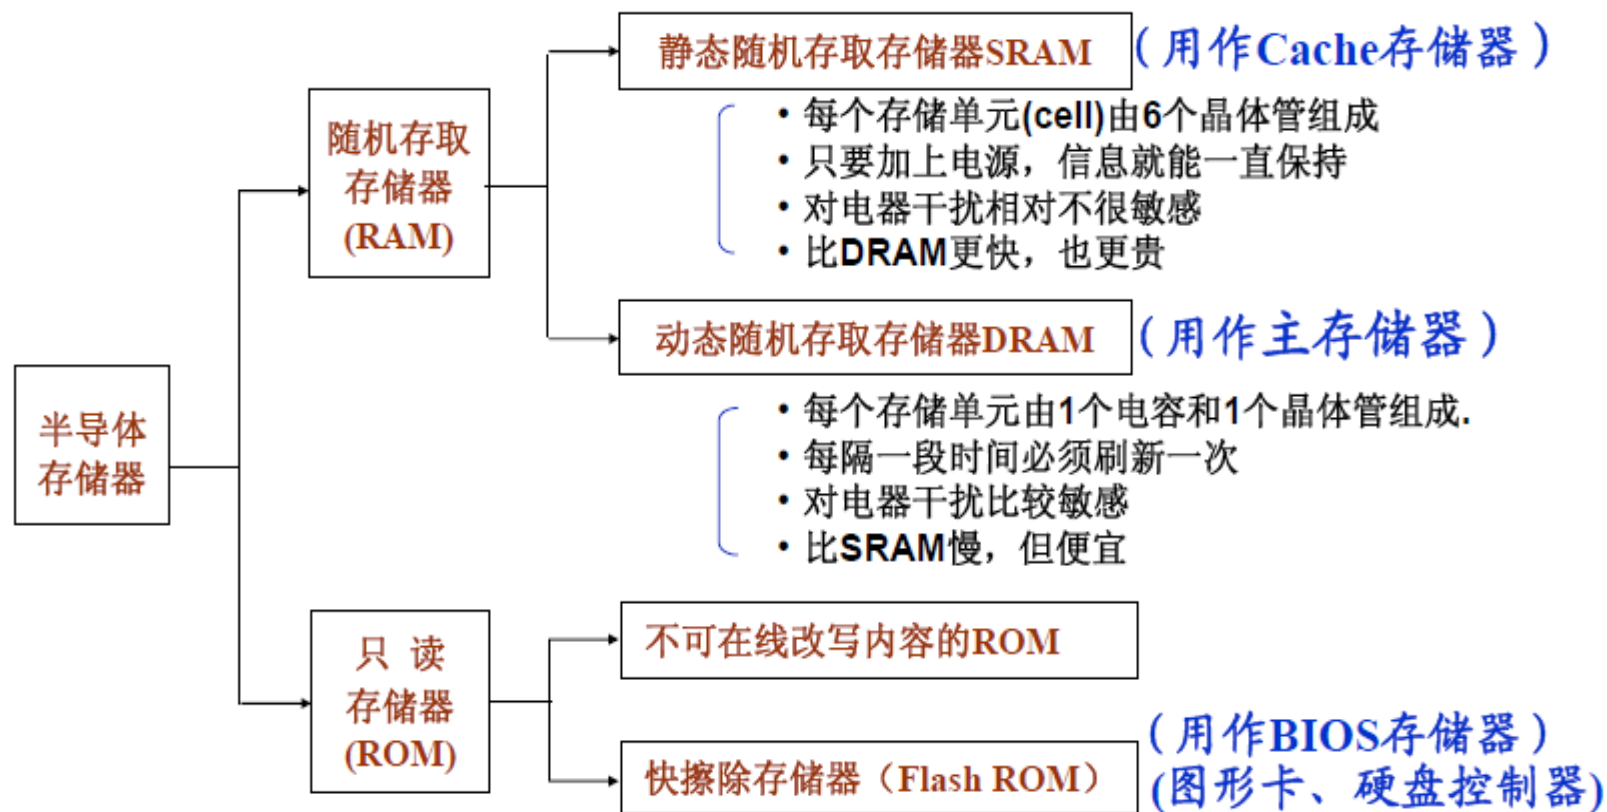 半导体
存储器
随机存取
存储器
(RAM)
静态随机存取存储器SRAM
(用作Cache存储器)
• 每个存储单元(cell)由6个晶体管组成
• 只要加上电源，信息就能一直保持
• 对电器干扰相对不很敏感
• 比DRAM更快，也更贵
动态随机存取存储器DRAM
(用作主存储器)
• 每个存储单元由1个电容和1个晶体管组成.
• 每隔一段时间必须刷新一次
• 对电器干扰比较敏感
• 比SRAM慢，但便宜
只 读
存储器
(ROM)
不可在线改写内容的ROM
快擦除存储器（Flash ROM）
(用作BIOS存储器)
(图形卡、硬盘控制器)